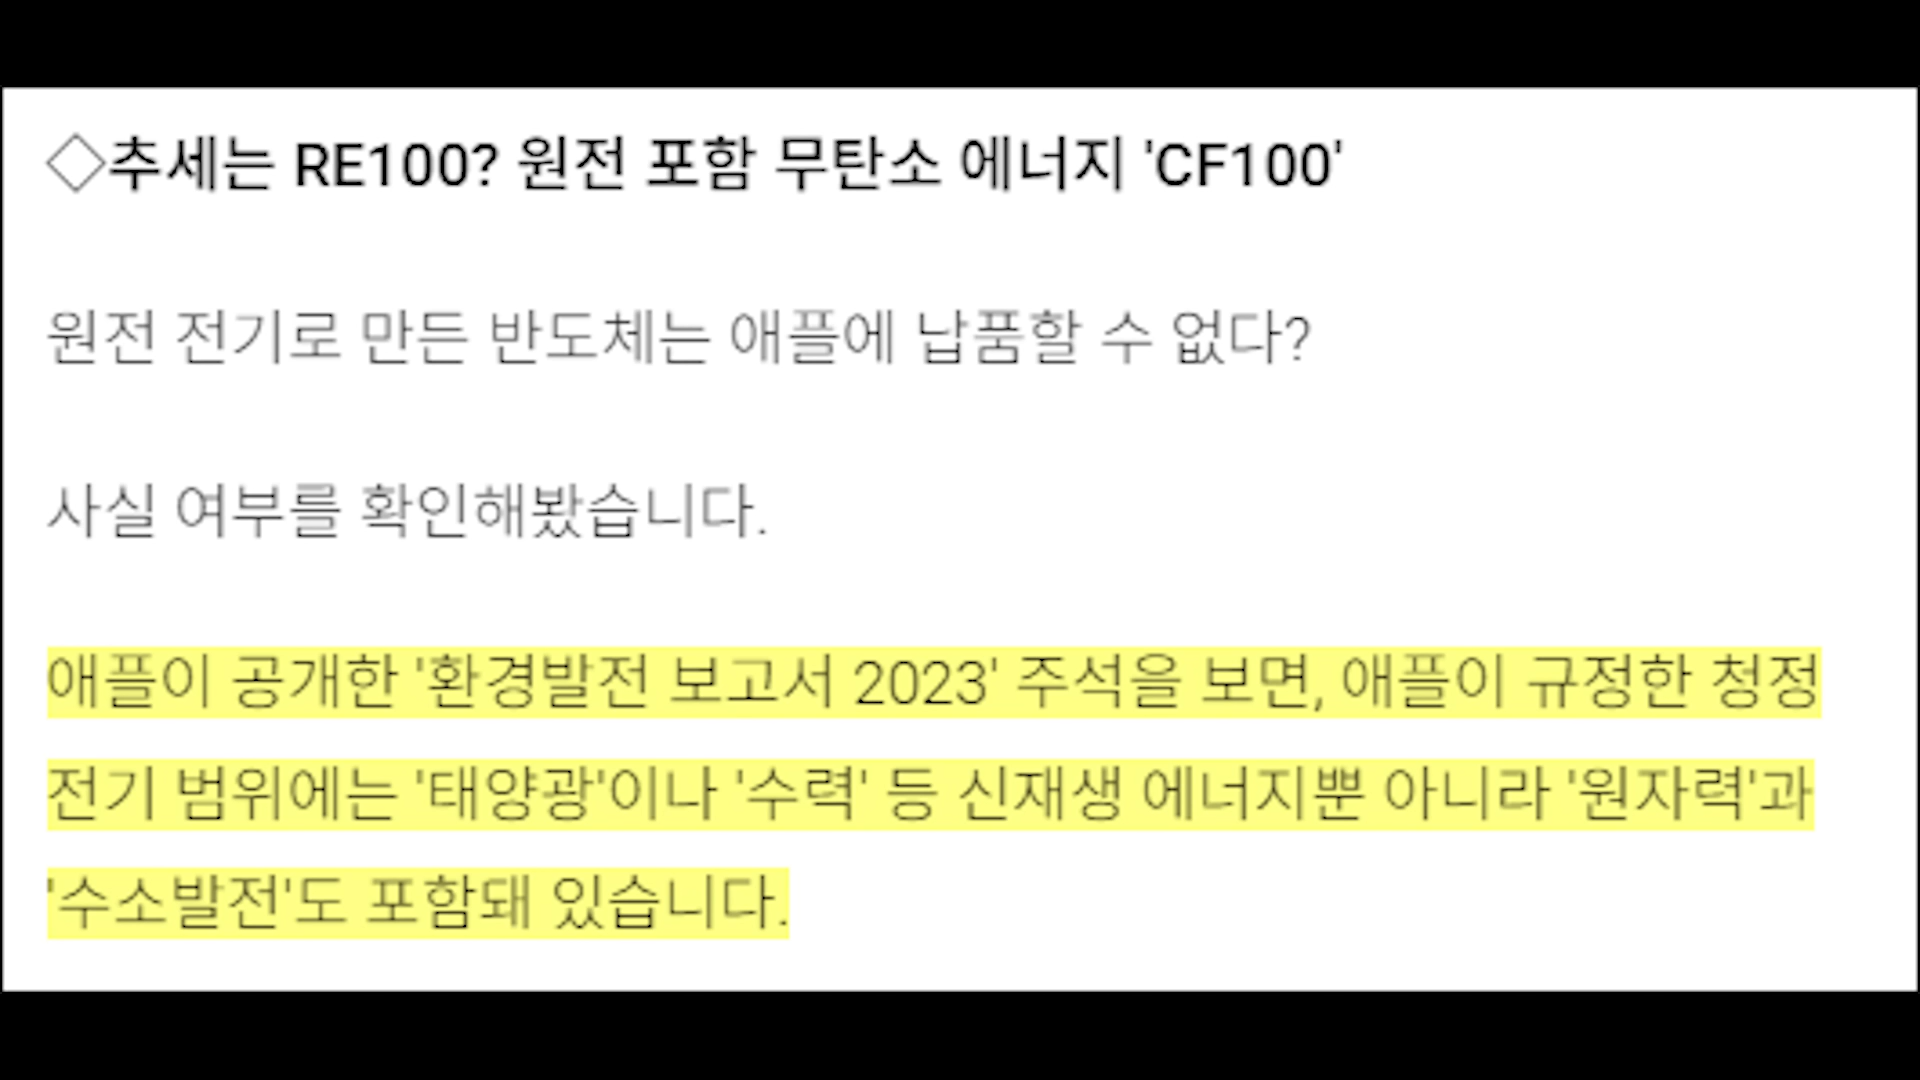 ◇추세는 RE100? 원전 포함 무탄소 에너지 'CF100'
원전 전기로 만든 반도체는 애플에 납품할 수 없다?
사실 여부를 확인해봤습니다.
애플이 공개한 '환경발전 보고서 2023' 주석을 보면, 애플이 규정한 청정
전기 범위에는 '태양광'이나 '수력' 등 신재생 에너지뿐 아니라 '원자력'과
'수소발전'도 포함돼 있습니다.